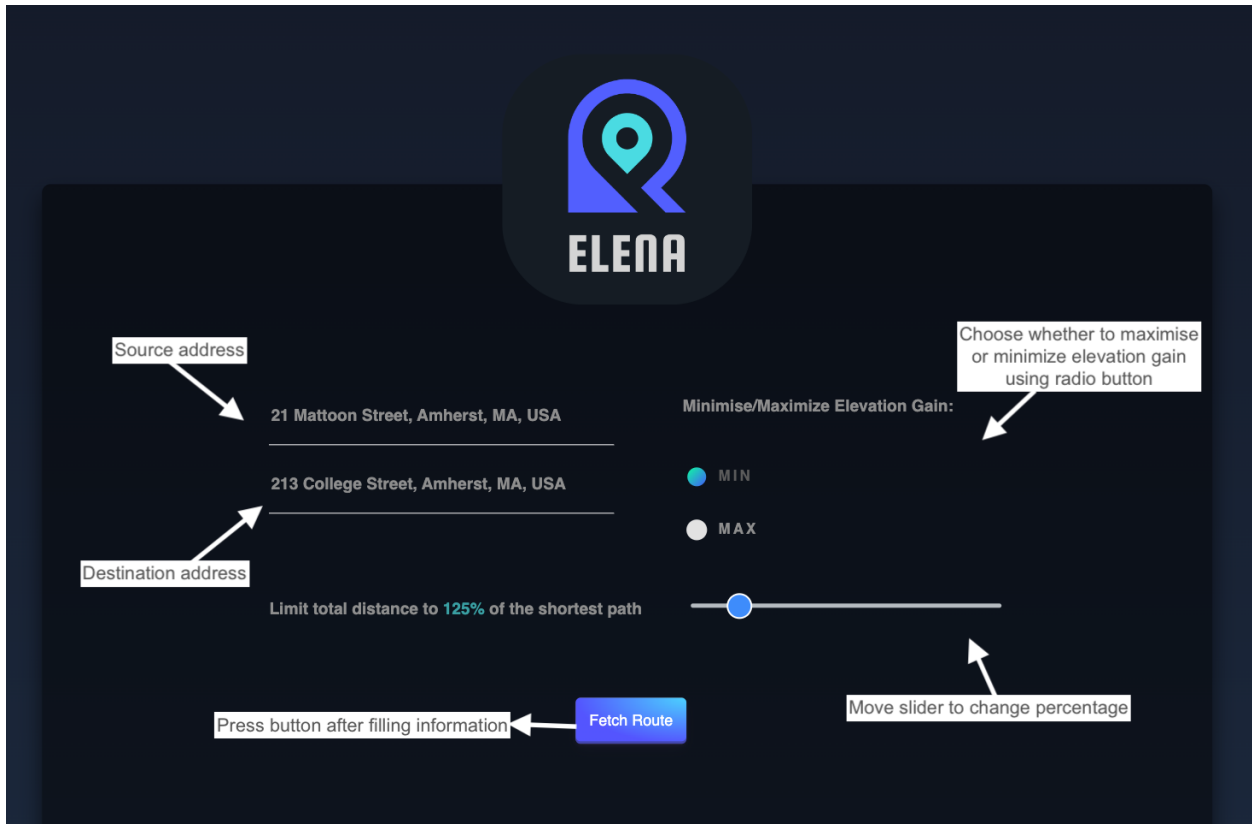 ELENA
Source address
Choose whether to maximise
or minimize elevation gain
using radio button
21 Mattoon Street, Amherst, MA, USA
Minimise/Maximize Elevation Gain:
213 College Street, Amherst, MA, USA
MIN
MAX
Destination address
Limit total distance to 125% of the shortest path
Move slider to change percentage
Press button after filling information
Fetch Route